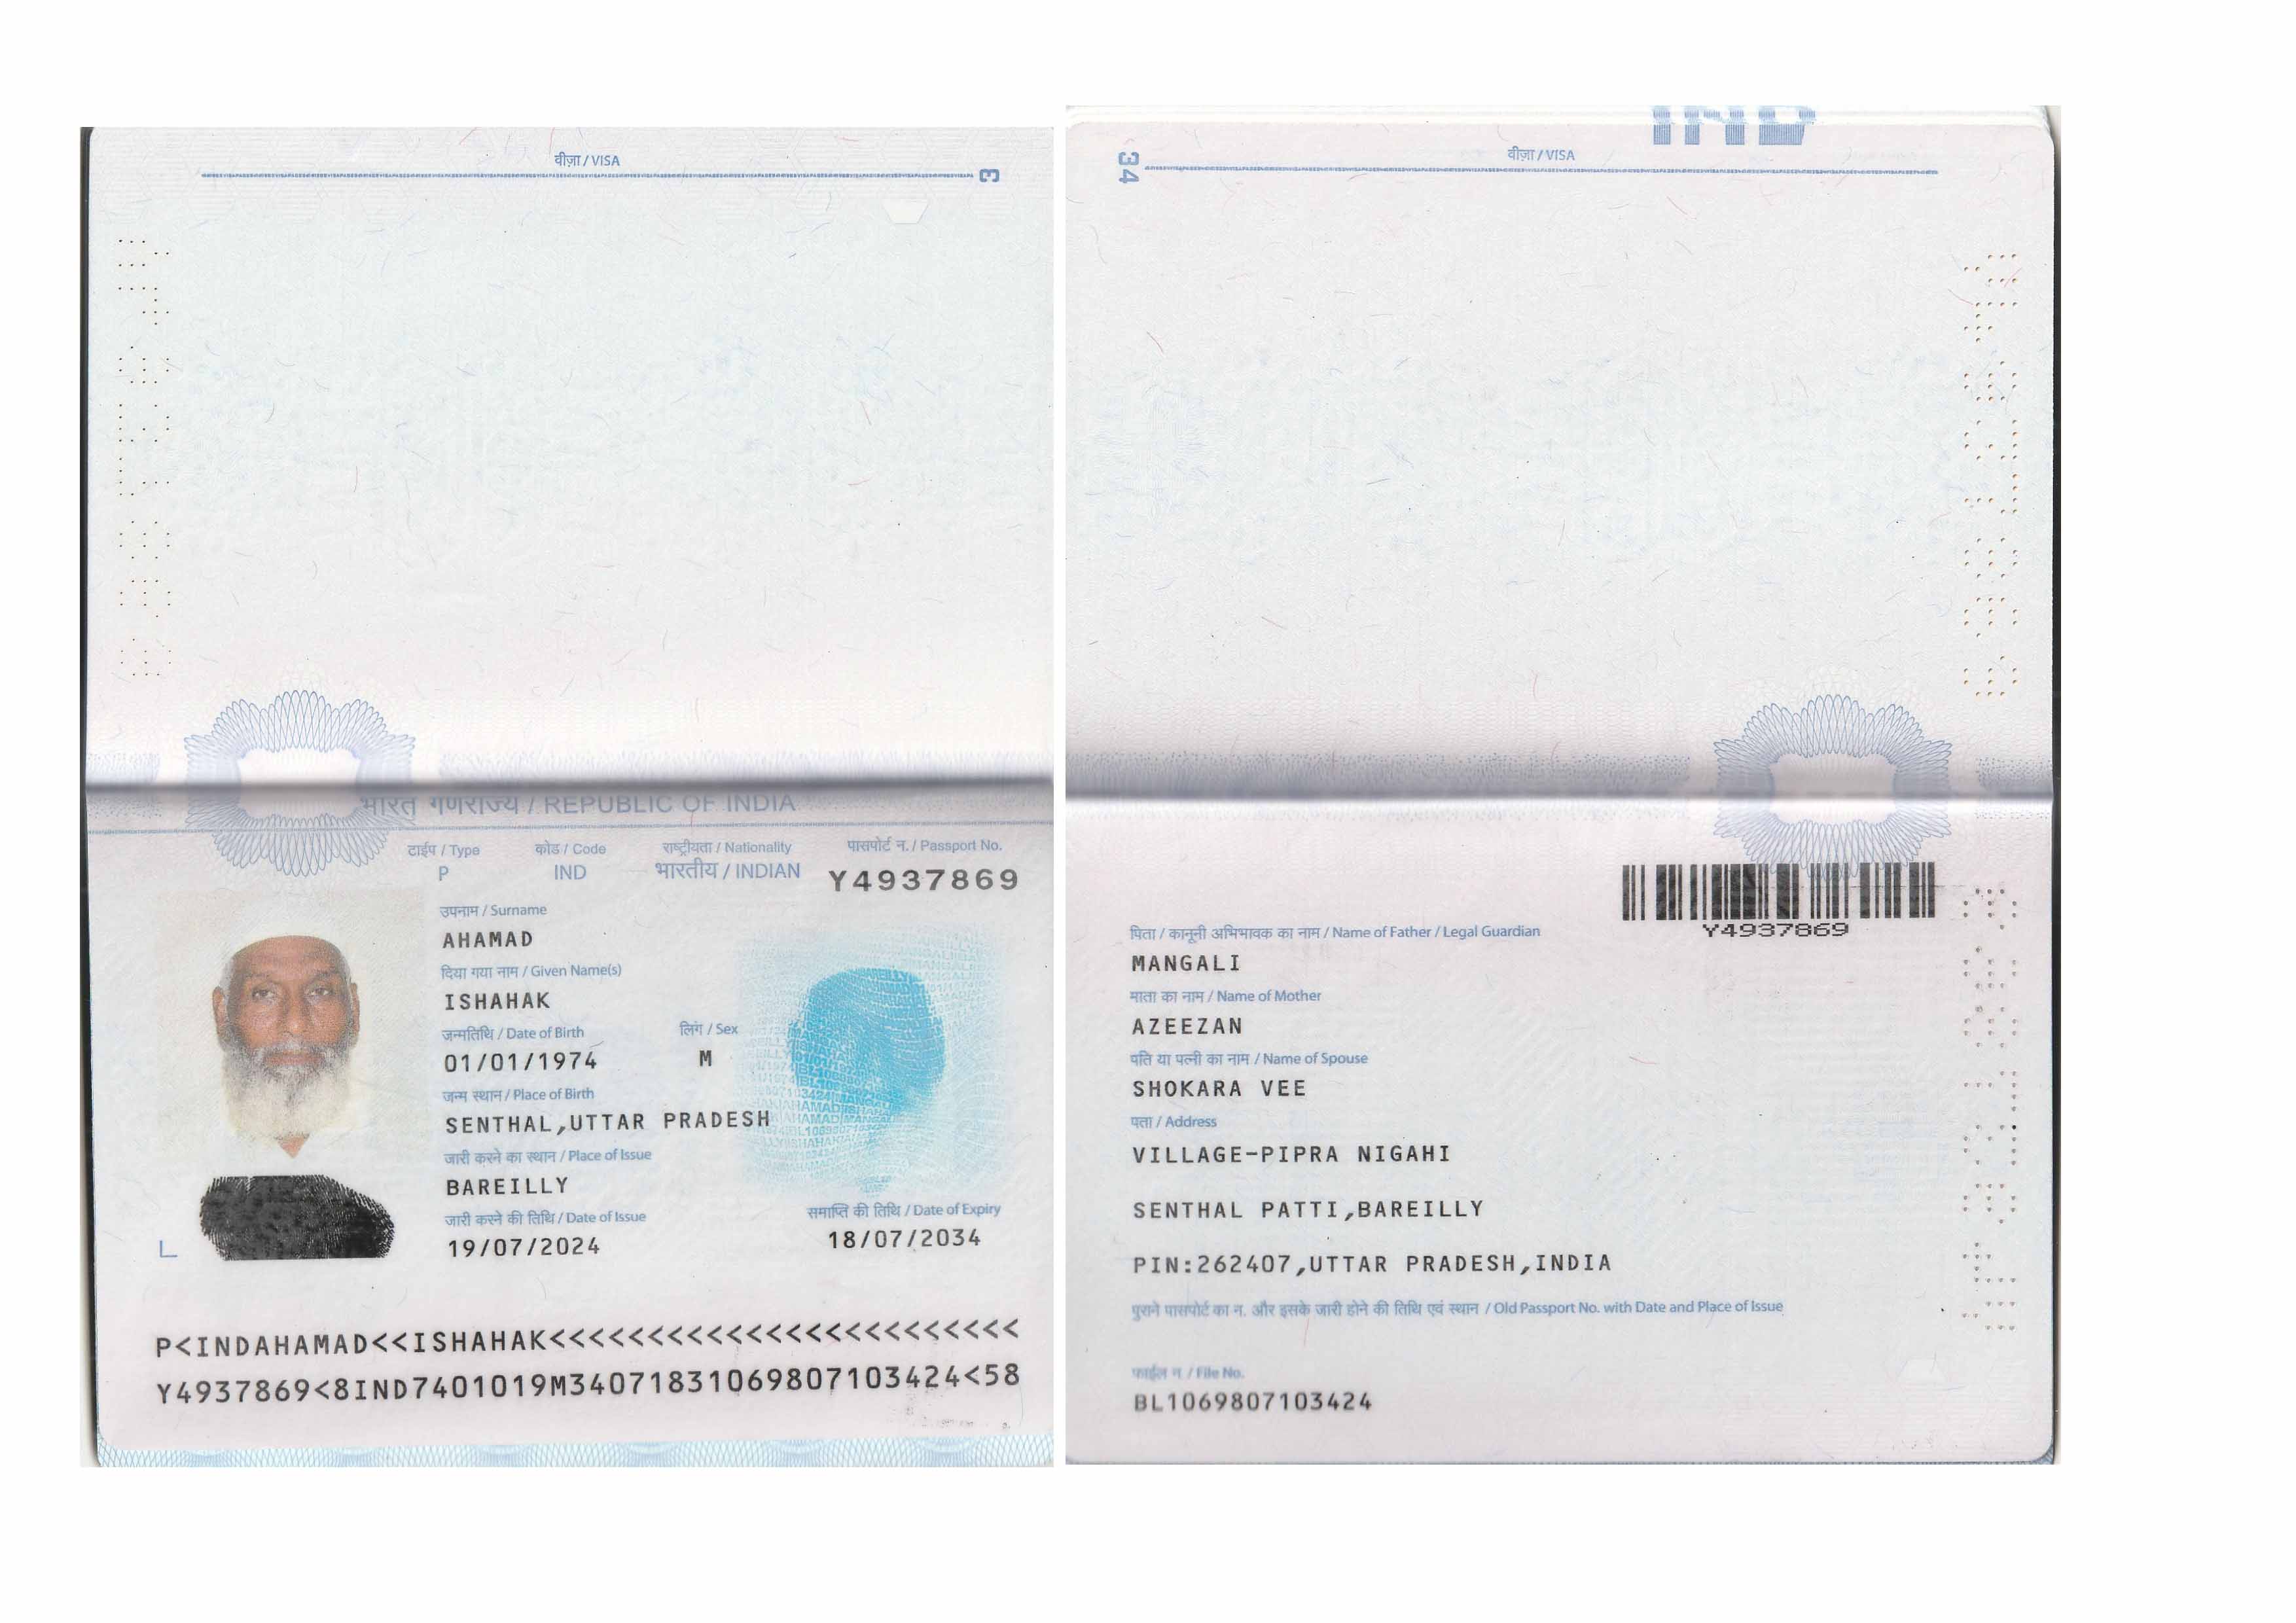 वीज़ा / VISA
3
भारत गणराज्य / REPUBLIC OF INDIA
टाईप / Type
कोड / Code
राष्ट्रीयता / Nationality
पासपोर्ट न. / Passport No.
P
IND
भारतीय / INDIAN
Y4937869
उपनाम / Surname
AHAMAD
दिया गया नाम / Given Name(s)
ISHAHAK
जन्मतिथि / Date of Birth
लिंग / Sex
01/01/1974
M
जन्म स्थान / Place of Birth
SENTHAL,UTTAR PRADESH
जारी करने का स्थान / Place of Issue
BAREILLY
जारी करने की तिथि / Date of Issue
समाप्ति की तिथि / Date of Expiry
19/07/2024
18/07/2034
P<INDAHAMAD<<ISHAHAK<<<<<<<<<<<<<<<<<<<<<<<<
Y4937869<8IND7401019M34071831069807103424<58
IND
34
वीज़ा / VISA
Y4937869
पिता / कानूनी अभिभावक का नाम / Name of Father / Legal Guardian
MANGALI
माता का नाम / Name of Mother
AZEEZAN
पति या पत्नी का नाम / Name of Spouse
SHOKARA VEE
पता / Address
VILLAGE-PIPRA NIGAHI
SENTHAL PATTI,BAREILLY
PIN:262407,UTTAR PRADESH,INDIA
पुराने पासपोर्ट का न. और इसके जारी होने की तिथि एवं स्थान / Old Passport No. with Date and Place of Issue
फाईल न. / File No.
BL1069807103424